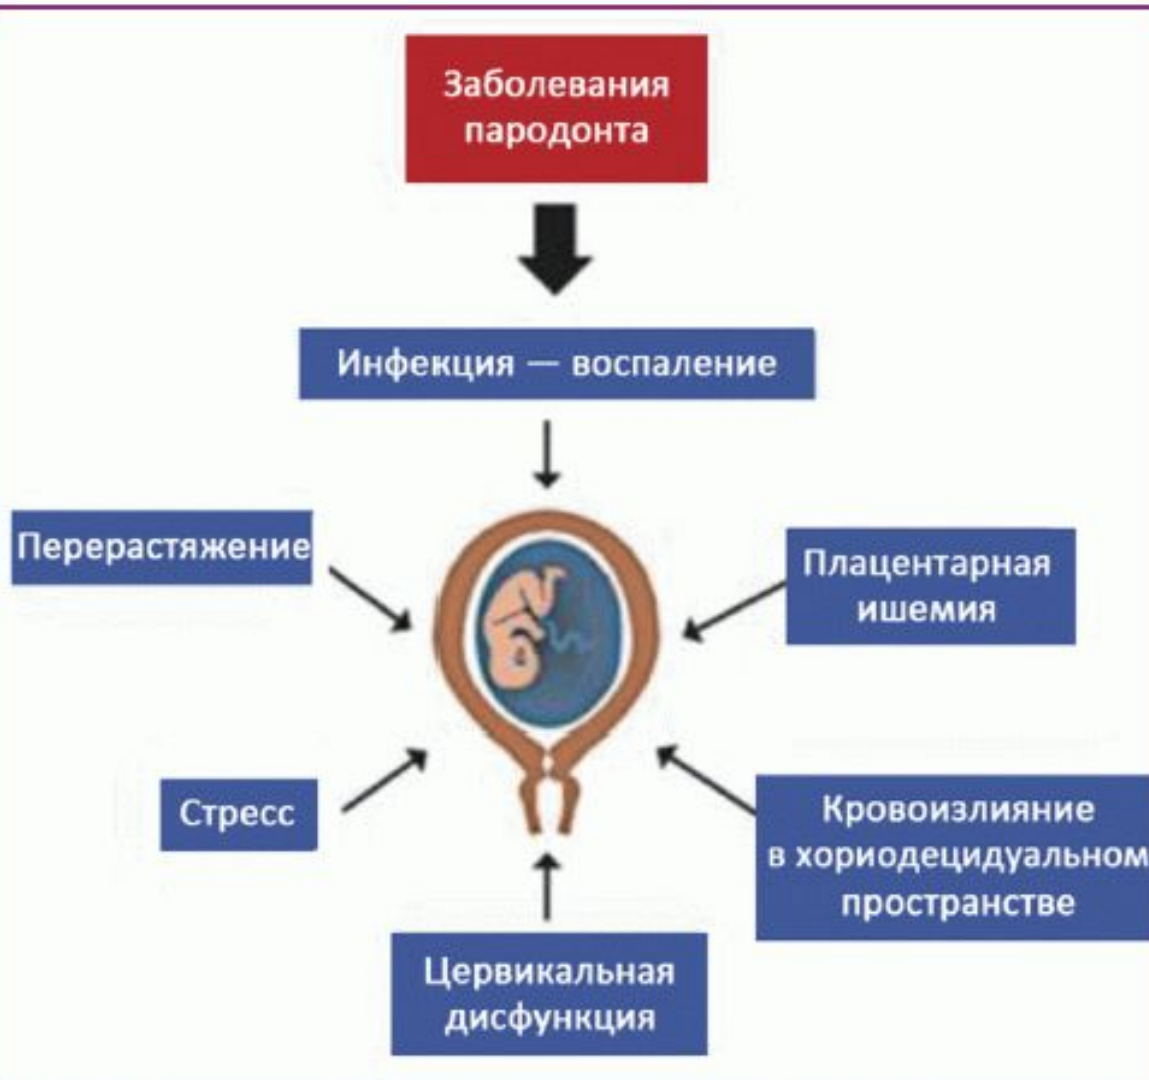 Заболевания
пародонта
Инфекция — воспаление
Перерастяжение
Плацентарная
ишемия
Стресс
Кровоизлияние
в хориодецидуальном
пространстве
Цервикальная
дисфункция